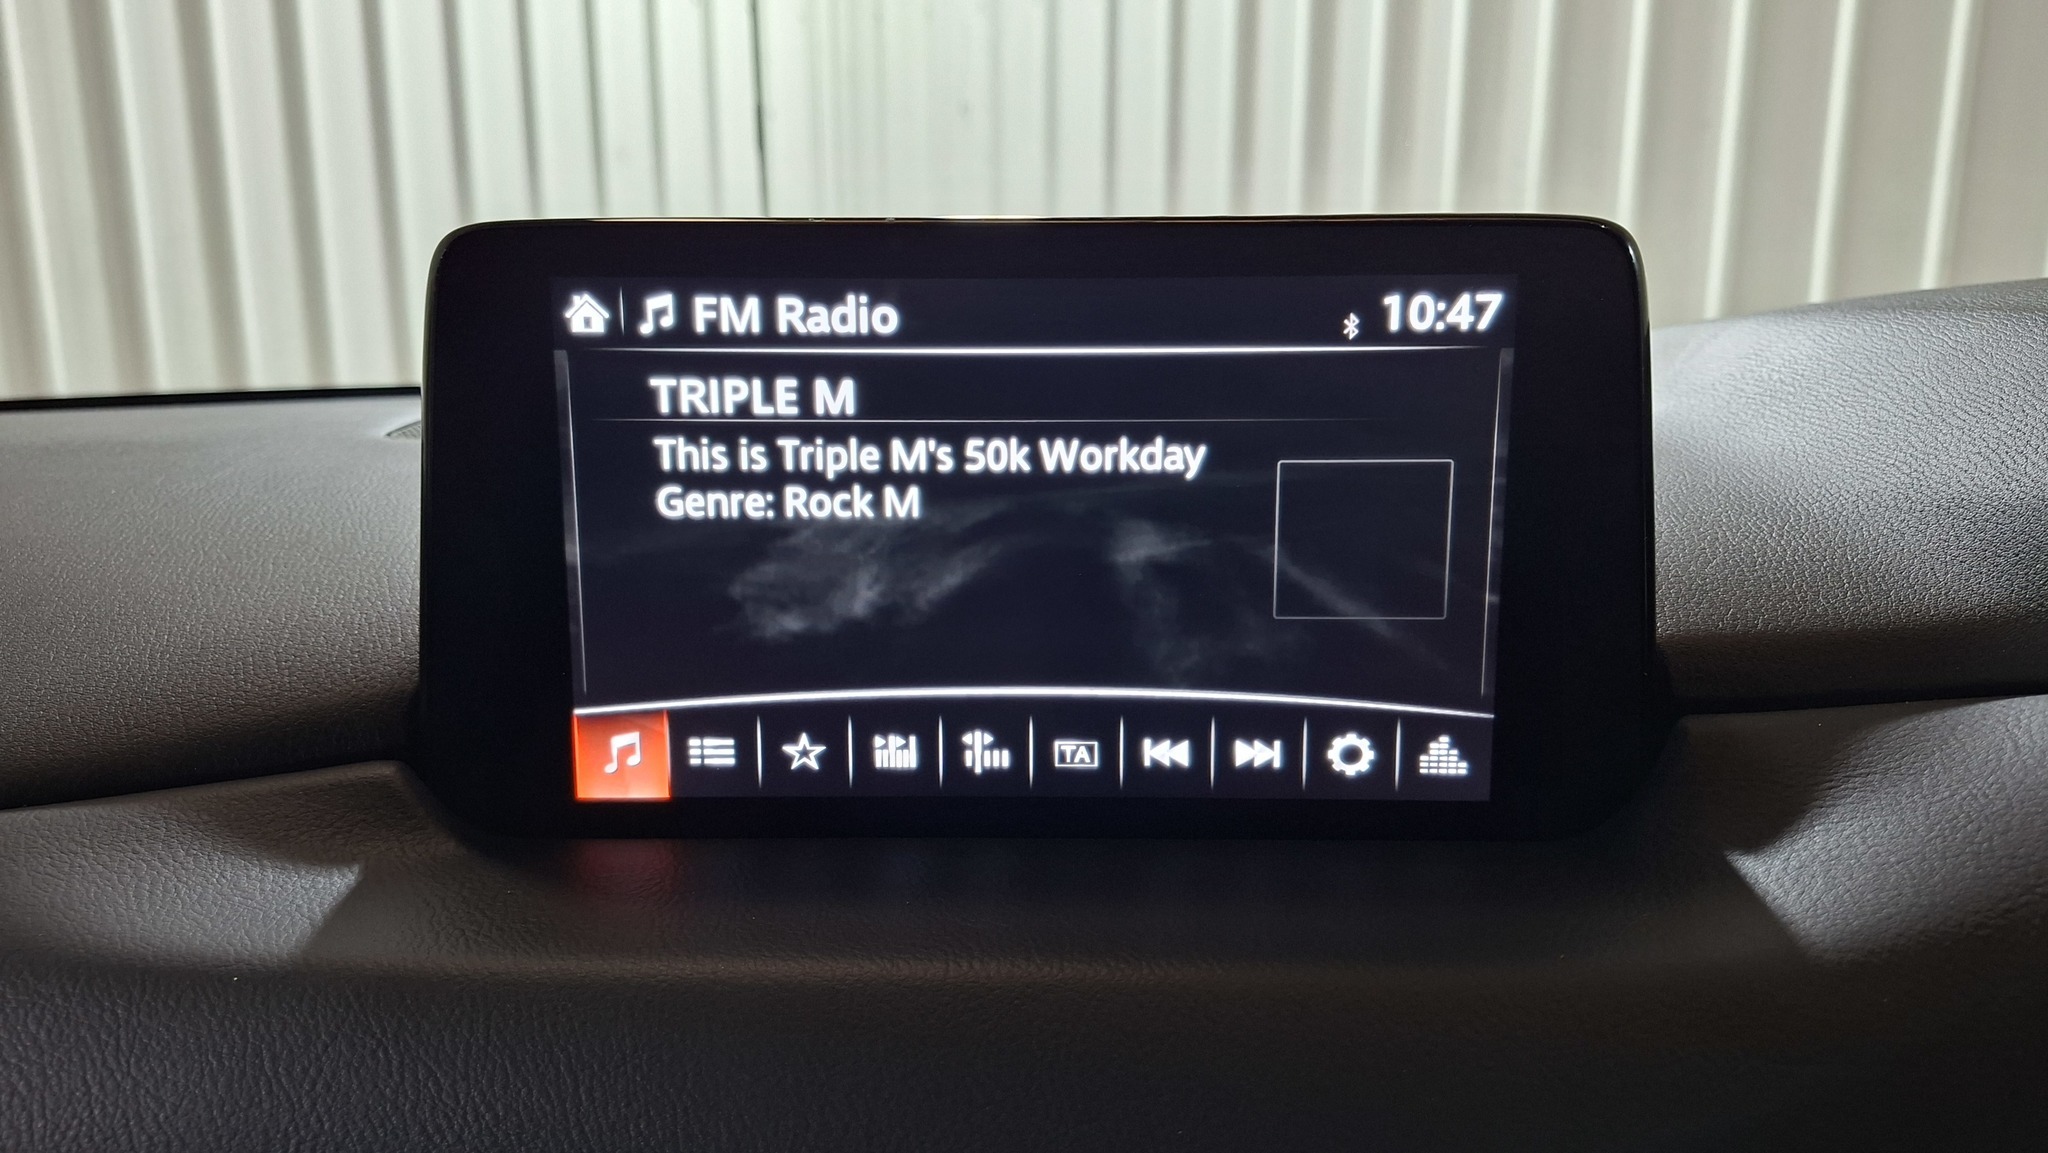 FM Radio
10:47
TRIPLE M
This is Triple M's 50k Workday
Genre: Rock M
TA